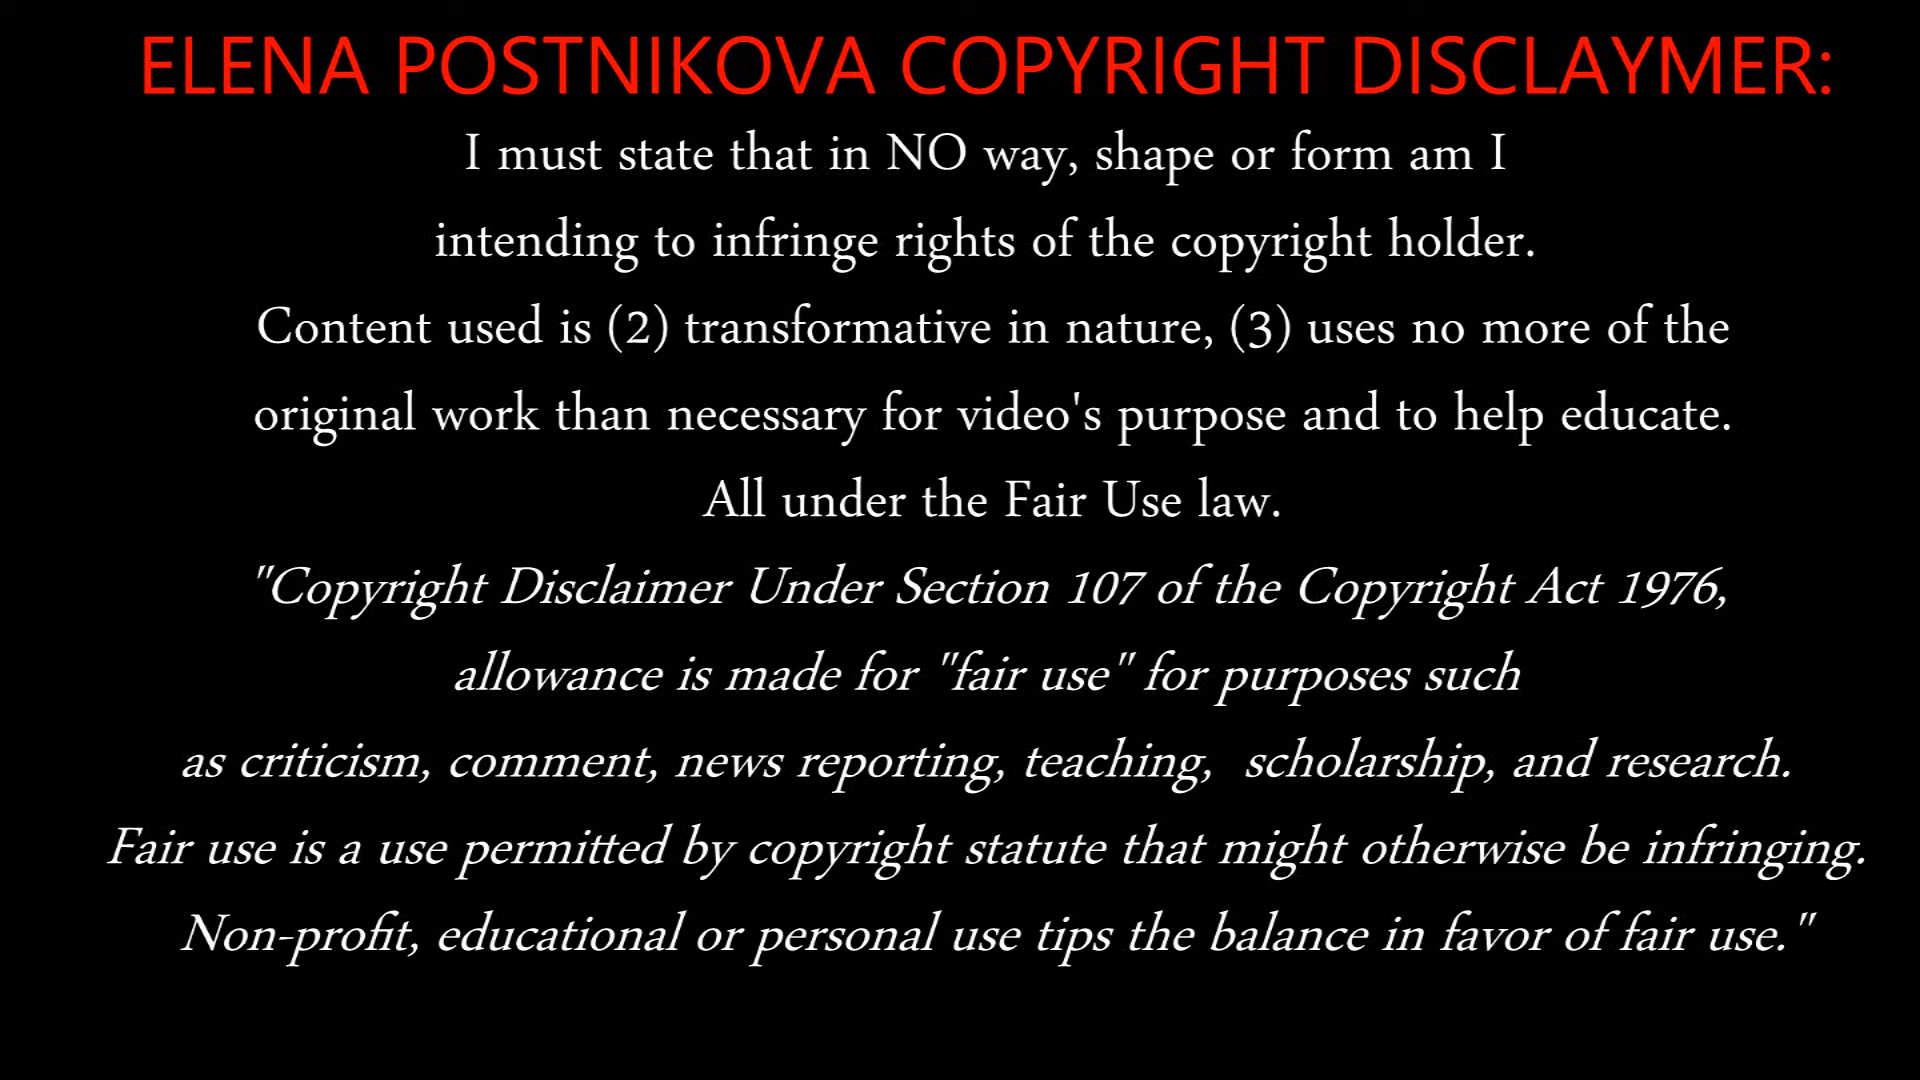 ELENA POSTNIKOVA COPYRIGHT DISCLAYMER:
I must state that in NO way, shape or form am I
intending to infringe rights of the copyright holder.
Content used is (2) transformative in nature, (3) uses no more of the
original work than necessary for video's purpose and to help educate.
All under the Fair Use law.
"Copyright Disclaimer Under Section 107 of the Copyright Act 1976,
allowance is made for "fair use" for purposes such
as criticism, comment, news reporting, teaching,  scholarship, and research.
Fair use is a use permitted by copyright statute that might otherwise be infringing.
Non-profit, educational or personal use tips the balance in favor of fair use."